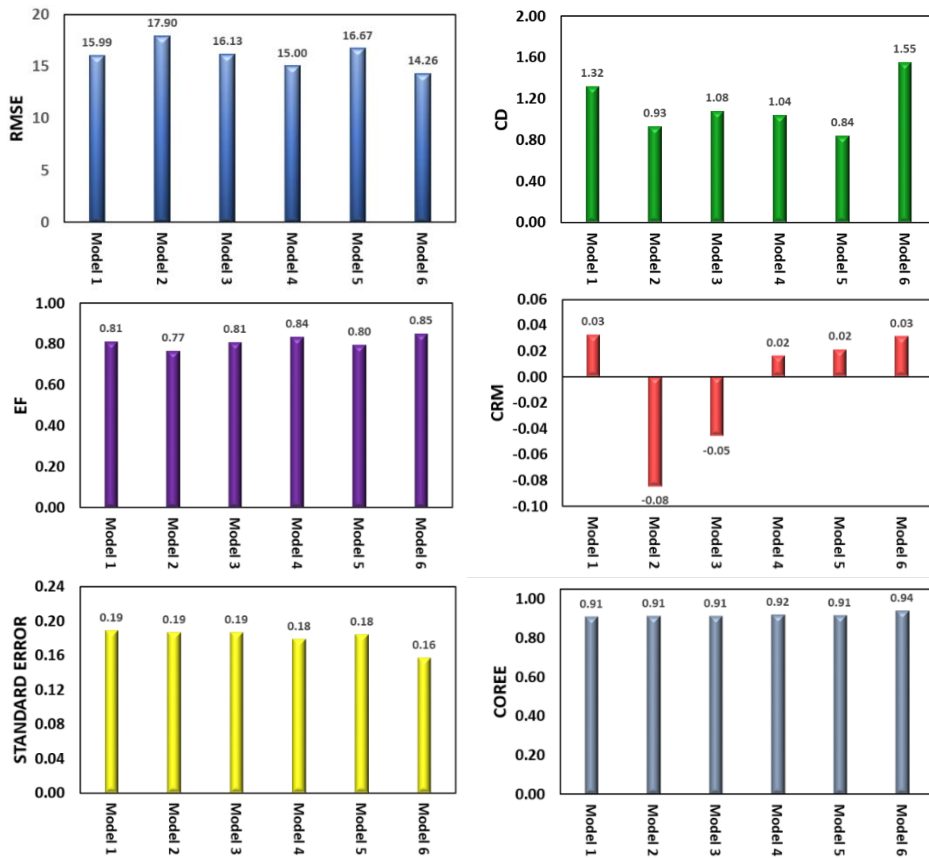 RMSE
20
15
10
5
0
15.99
17.90
16.13
15.00
16.67
14.26
Model 1
Model 2
Model 3
Model 4
Model 5
Model 6
CD
2.00
1.60
1.20
0.80
0.40
0.00
1.32
0.93
1.08
1.04
0.84
1.55
Model 1
Model 2
Model 3
Model 4
Model 5
Model 6
EF
1.00
0.80
0.60
0.40
0.20
0.00
0.81
0.77
0.81
0.84
0.80
0.85
Model 1
Model 2
Model 3
Model 4
Model 5
Model 6
CRM
0.06
0.04
0.02
0.00
-0.02
-0.04
-0.06
-0.08
-0.10
0.03
-0.08
-0.05
0.02
0.02
0.03
Model 1
Model 2
Model 3
Model 4
Model 5
Model 6
STANDARD ERROR
0.24
0.20
0.16
0.12
0.08
0.04
0.00
0.19
0.19
0.19
0.18
0.18
0.16
Model 1
Model 2
Model 3
Model 4
Model 5
Model 6
COREE
1.00
0.80
0.60
0.40
0.20
0.00
0.91
0.91
0.91
0.92
0.91
0.94
Model 1
Model 2
Model 3
Model 4
Model 5
Model 6